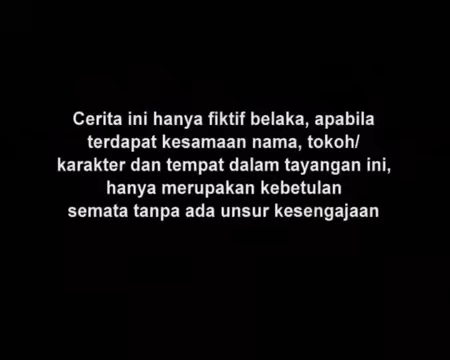 Cerita ini hanya fiktif belaka, apabila
terdapat kesamaan nama, tokoh/
karakter dan tempat dalam tayangan ini,
hanya merupakan kebetulan
semata tanpa ada unsur kesengajaan